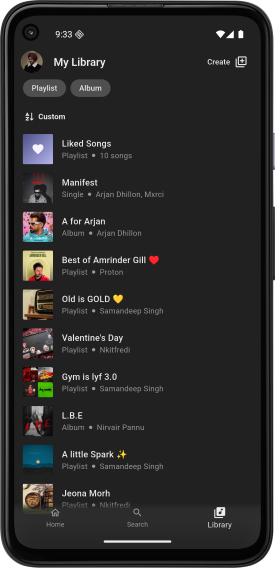 9:33
My Library
Create
Playlist
Album
Custom
Liked Songs
Playlist • 10 songs
Manifest
Single • Arjan Dhillon, Mxrci
A for Arjan
Album • Arjan Dhillon
Best of Amrinder Gill ❤️
Playlist • Proton
Old is GOLD 💛
Playlist • Samandeep Singh
Valentine's Day
Playlist • Nkitfredi
Gym is lyf 3.0
Playlist • Samandeep Singh
L.B.E
Album • Nirvair Pannu
A little Spark ✨
Playlist • Samandeep Singh
Jeona Morh
Playlist • Nkitfredi
Home
Search
Library